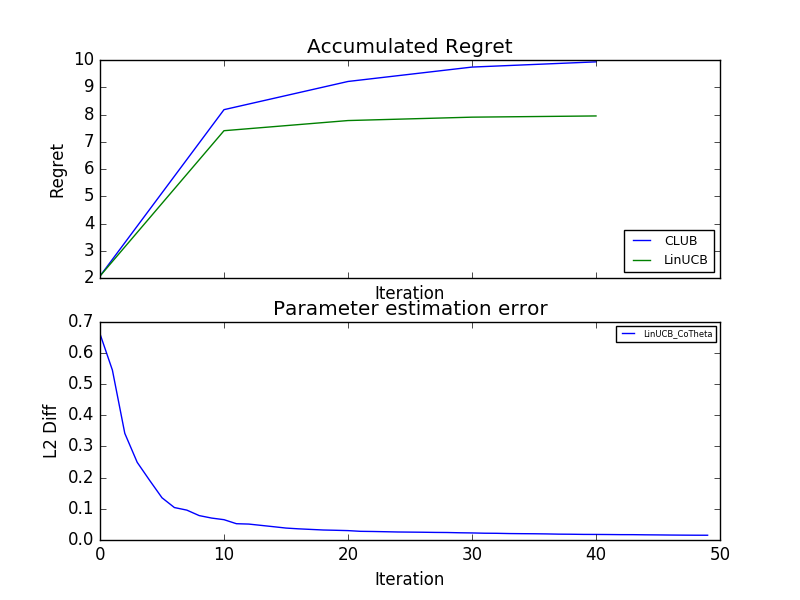 Accumulated Regret
10
9
8
7
6
5
4
3
2
Regret
CLUB
LinUCB
Iteration
Parameter estimation error
0.7
0.6
0.5
0.4
0.3
0.2
0.1
0.0
L2 Diff
LinUCB_CoTheta
0 10 20 30 40 50
Iteration